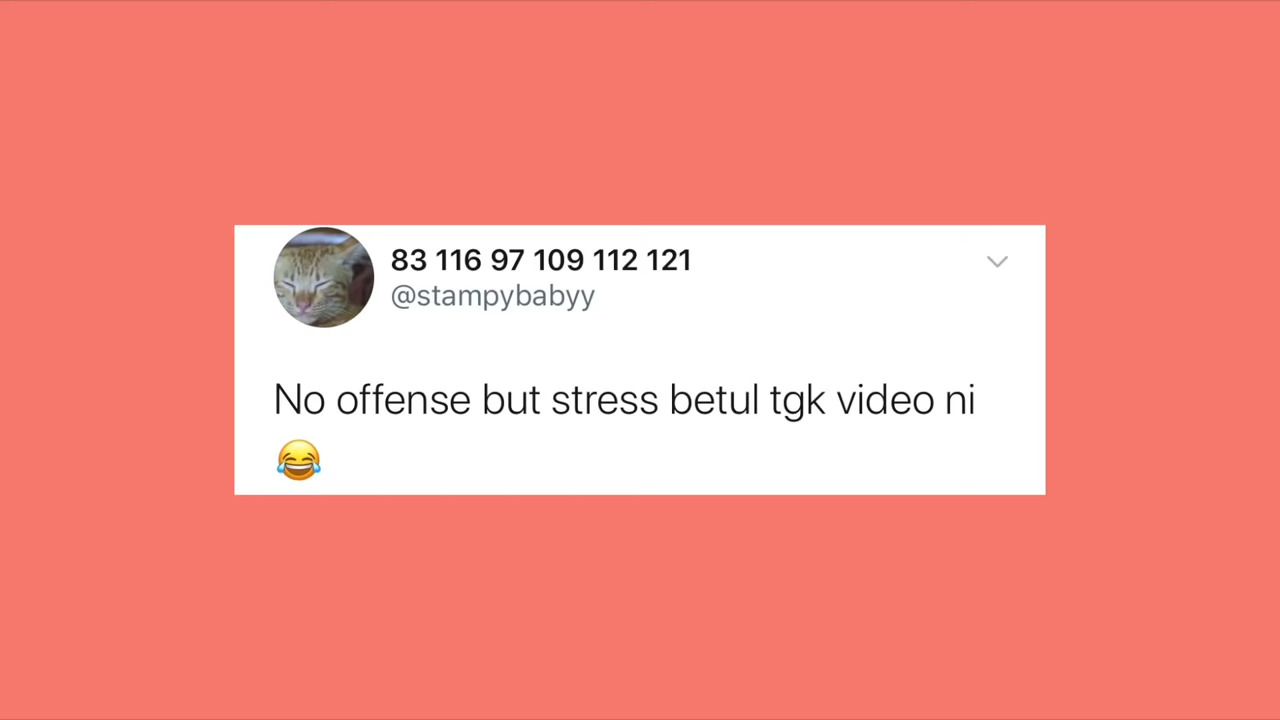 83 116 97 109 112 121
@stampybabyy
No offense but stress betul tgk video ni
😂